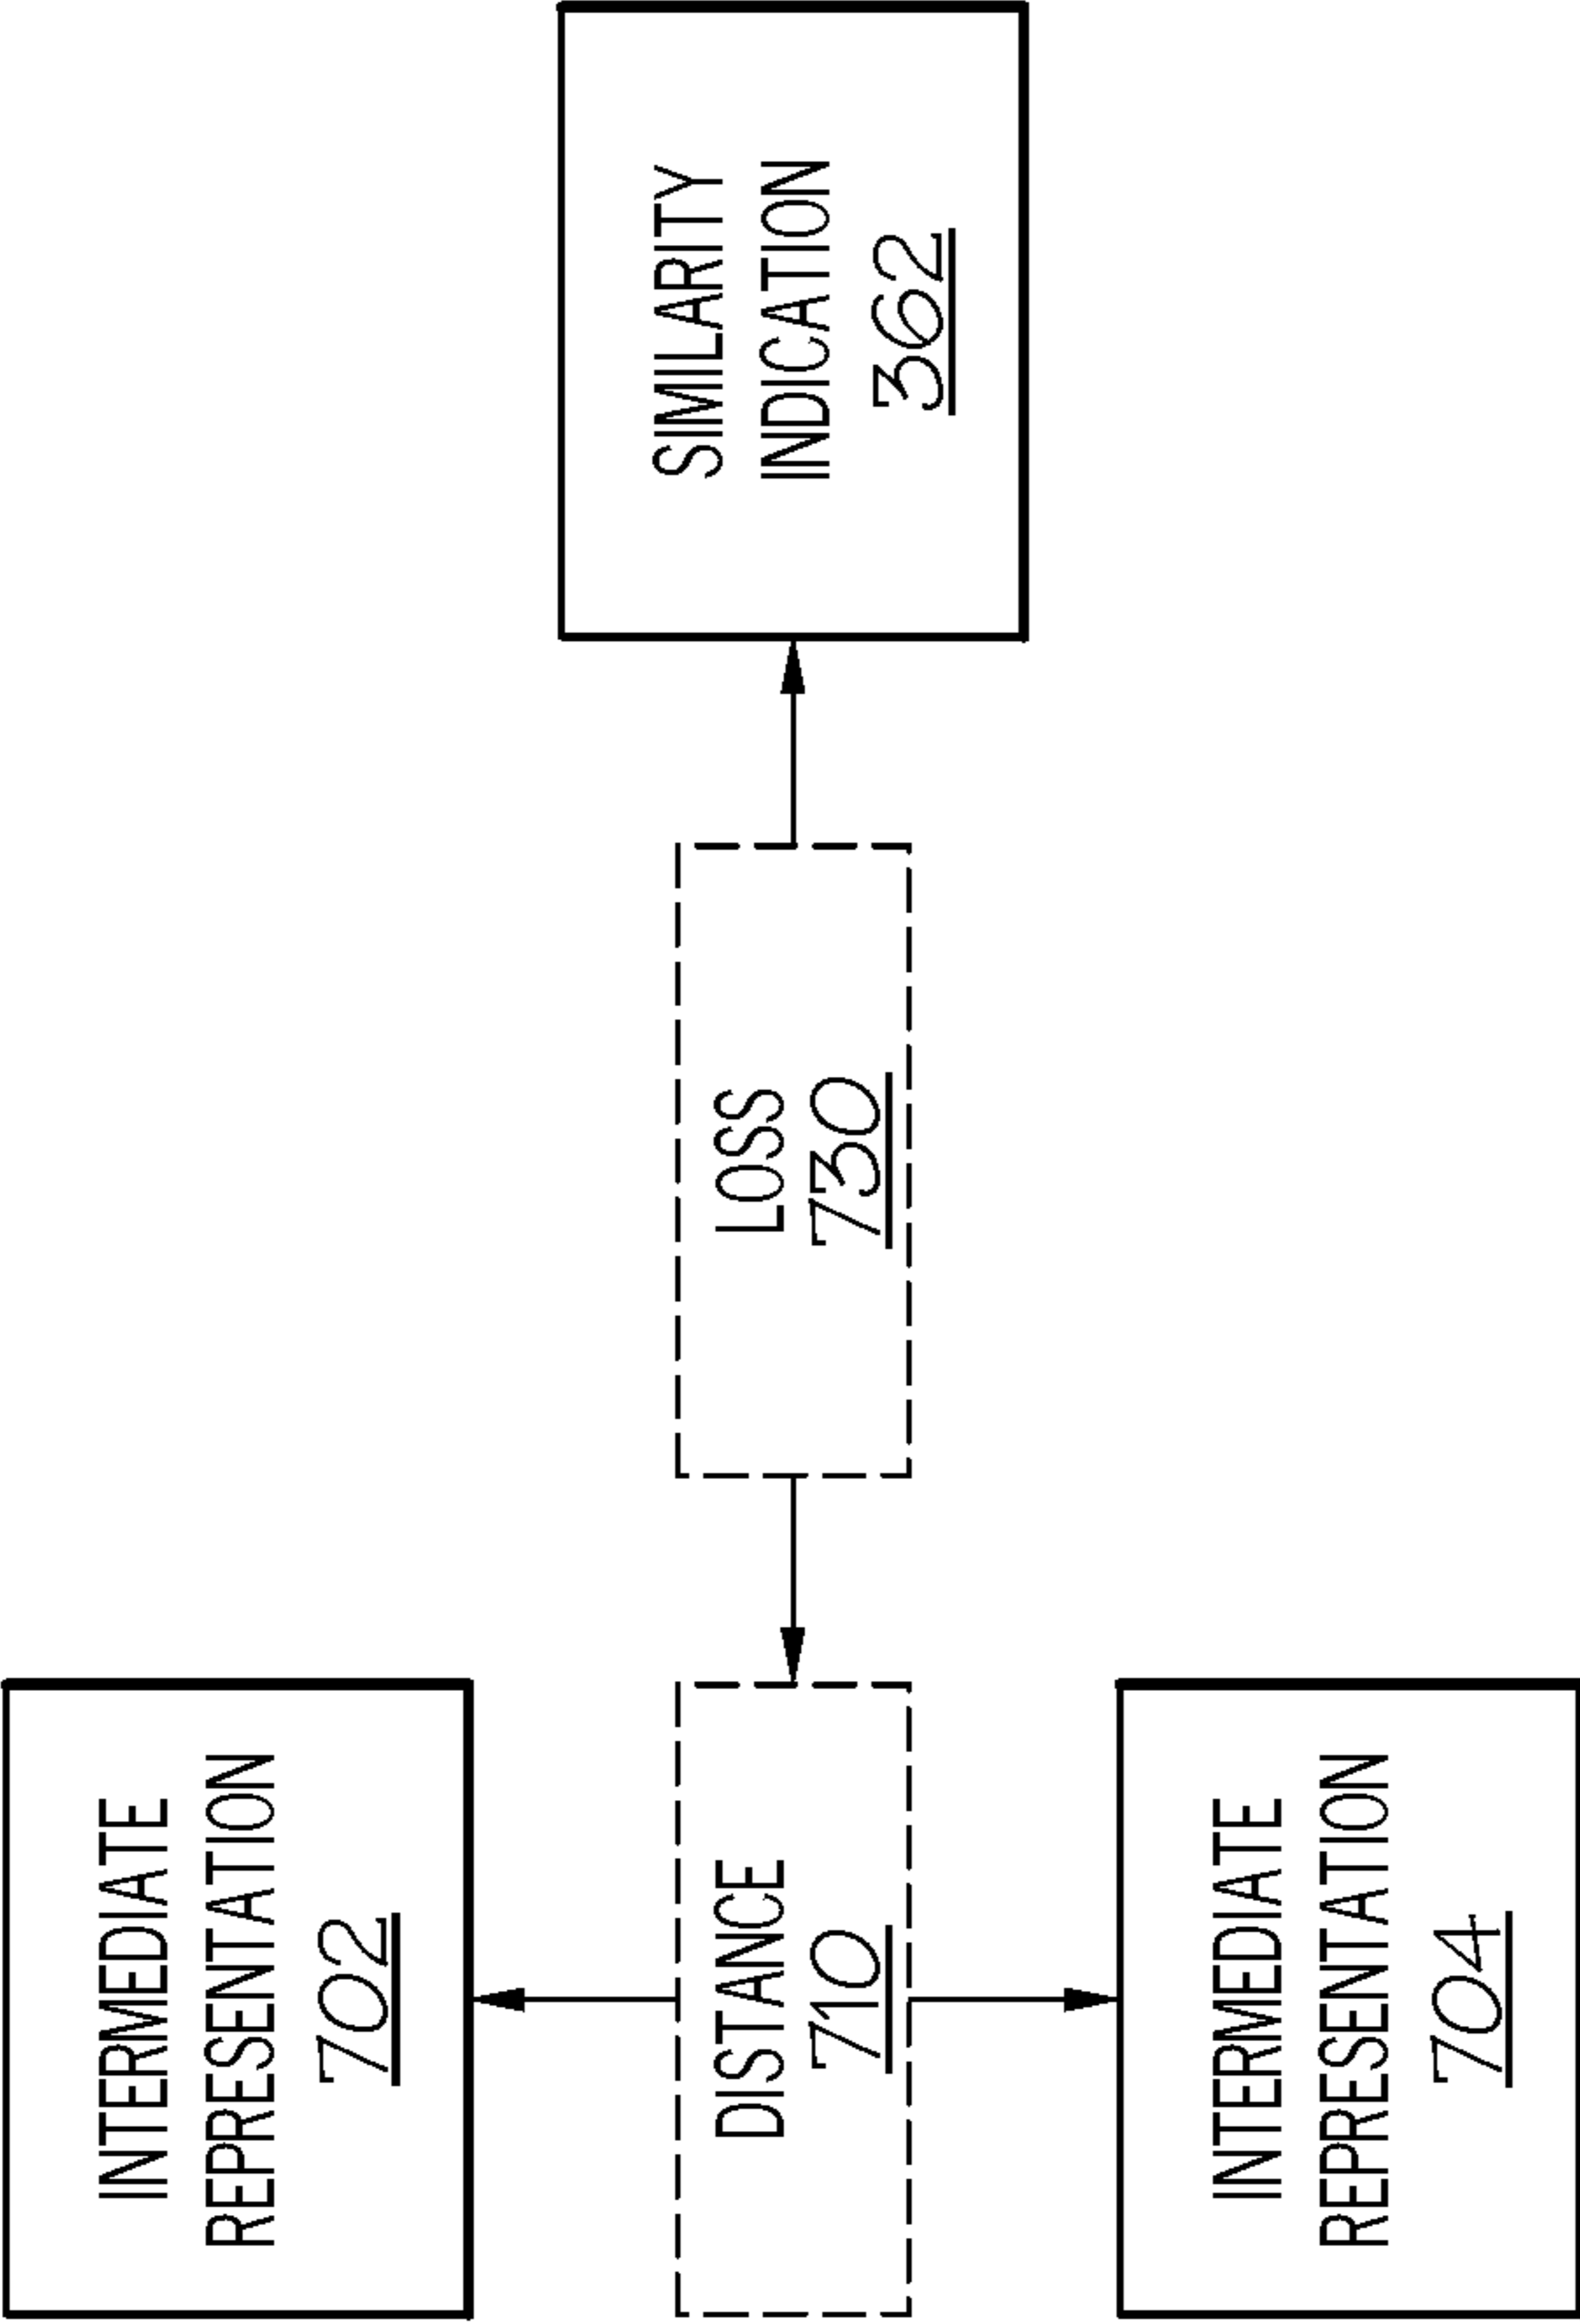 INTERMEDIATE
REPRESENTATION
702
DISTANCE
710
LOSS
730
SIMILARITY
INDICATION
362
INTERMEDIATE
REPRESENTATION
704